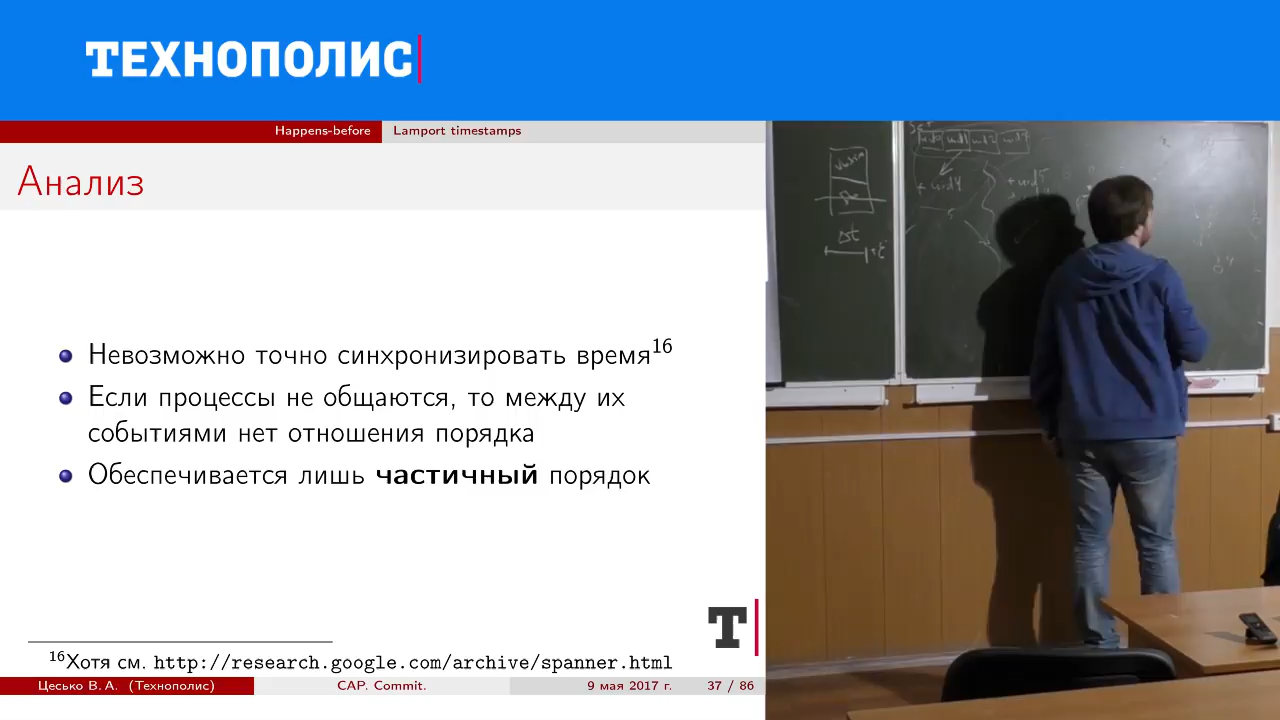 ТЕХНОПОЛИС
Happens-before Lamport timestamps
Анализ
Невозможно точно синхронизировать время16
Если процессы не общаются, то между их
событиями нет отношения порядка
Обеспечивается лишь частичный порядок
Т
16Хотя см. http://research.google.com/archive/spanner.html
Цесько В. А. (Технополис) CAP. Commit. 9 мая 2017 г. 37 / 86